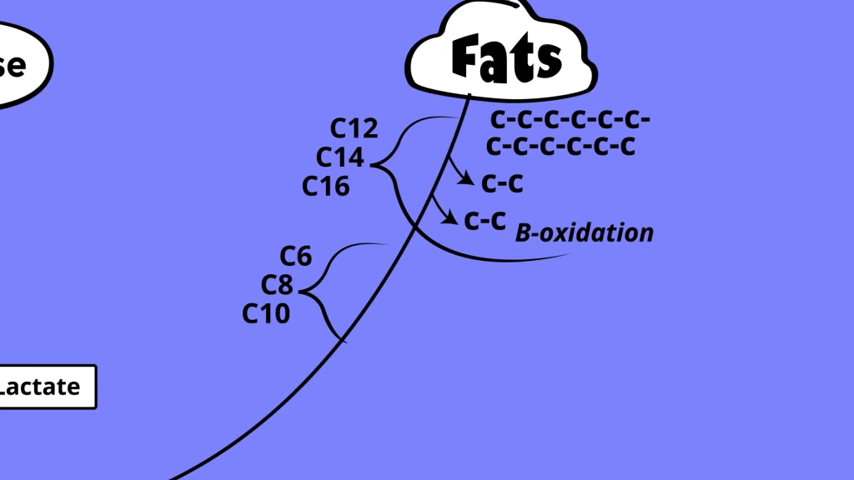 se
Fats
c-c-c-c-c-c-
c-c-c-c-c-c
C12
C14
C16
c-c
c-c
B-oxidation
C6
C8
C10
Lactate